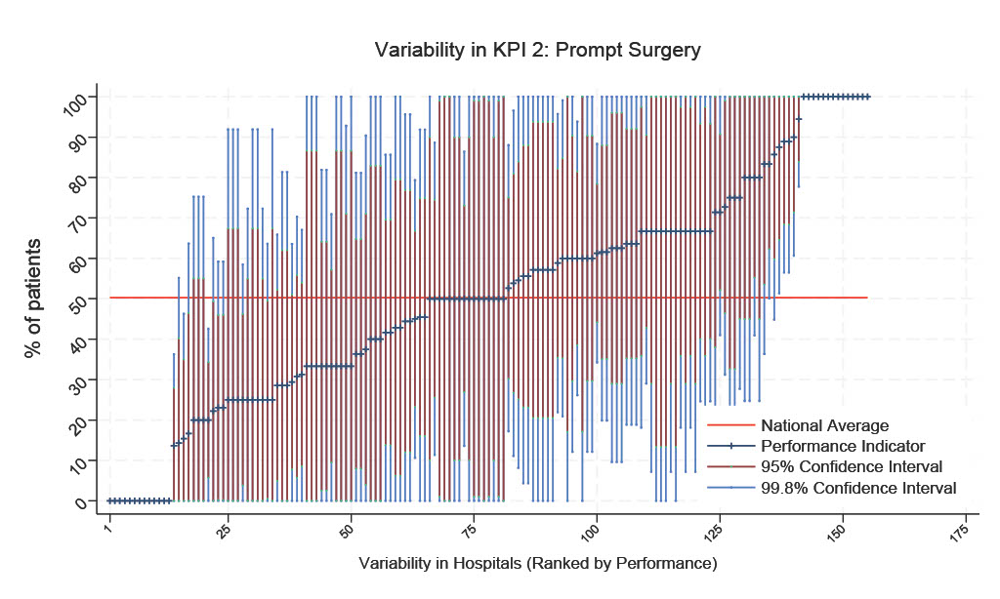 Variability in KPI 2: Prompt Surgery
% of patients
100
90
80
70
60
50
40
30
20
10
0
1
25
50
75
100
125
150
175
National Average
Performance Indicator
95% Confidence Interval
99.8% Confidence Interval
Variability in Hospitals (Ranked by Performance)